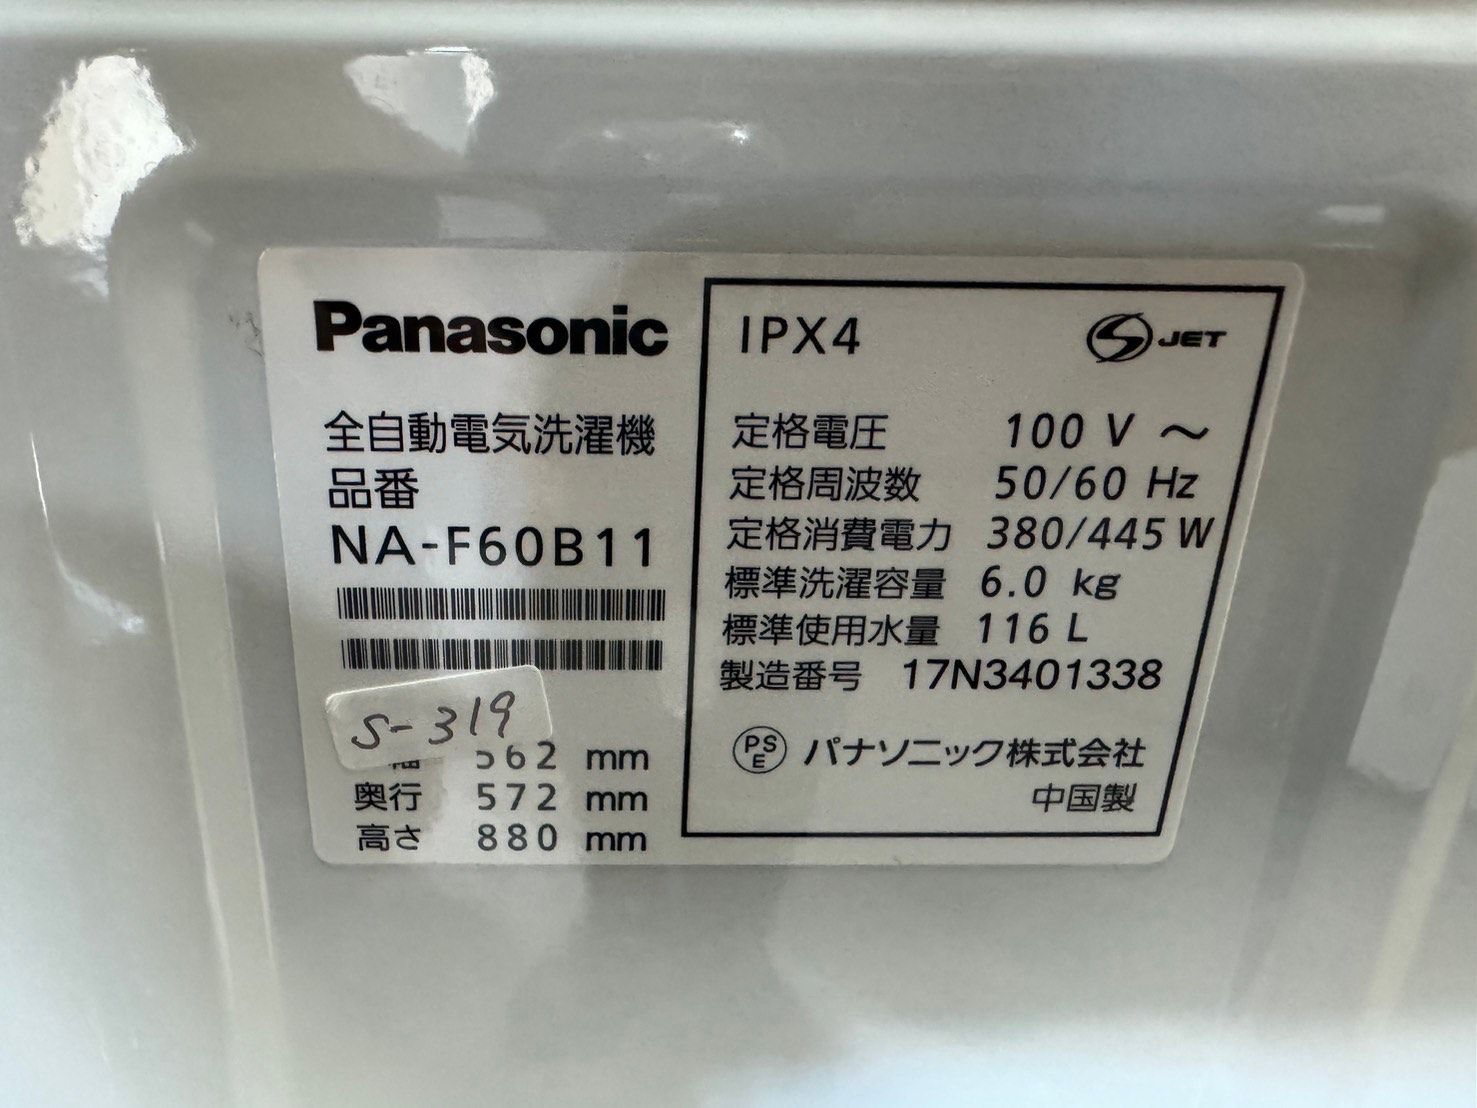 Panasonic
全自動電気洗濯機
品番
NA-F60B11
S-319
幅 562 mm
奥行 572 mm
高さ 880 mm
IPX4
S JET
定格電圧 100 V ～
定格周波数 50/60 Hz
定格消費電力 380/445 W
標準洗濯容量 6.0 kg
標準使用水量 116 L
製造番号 17N3401338
PSE パナソニック株式会社
中国製